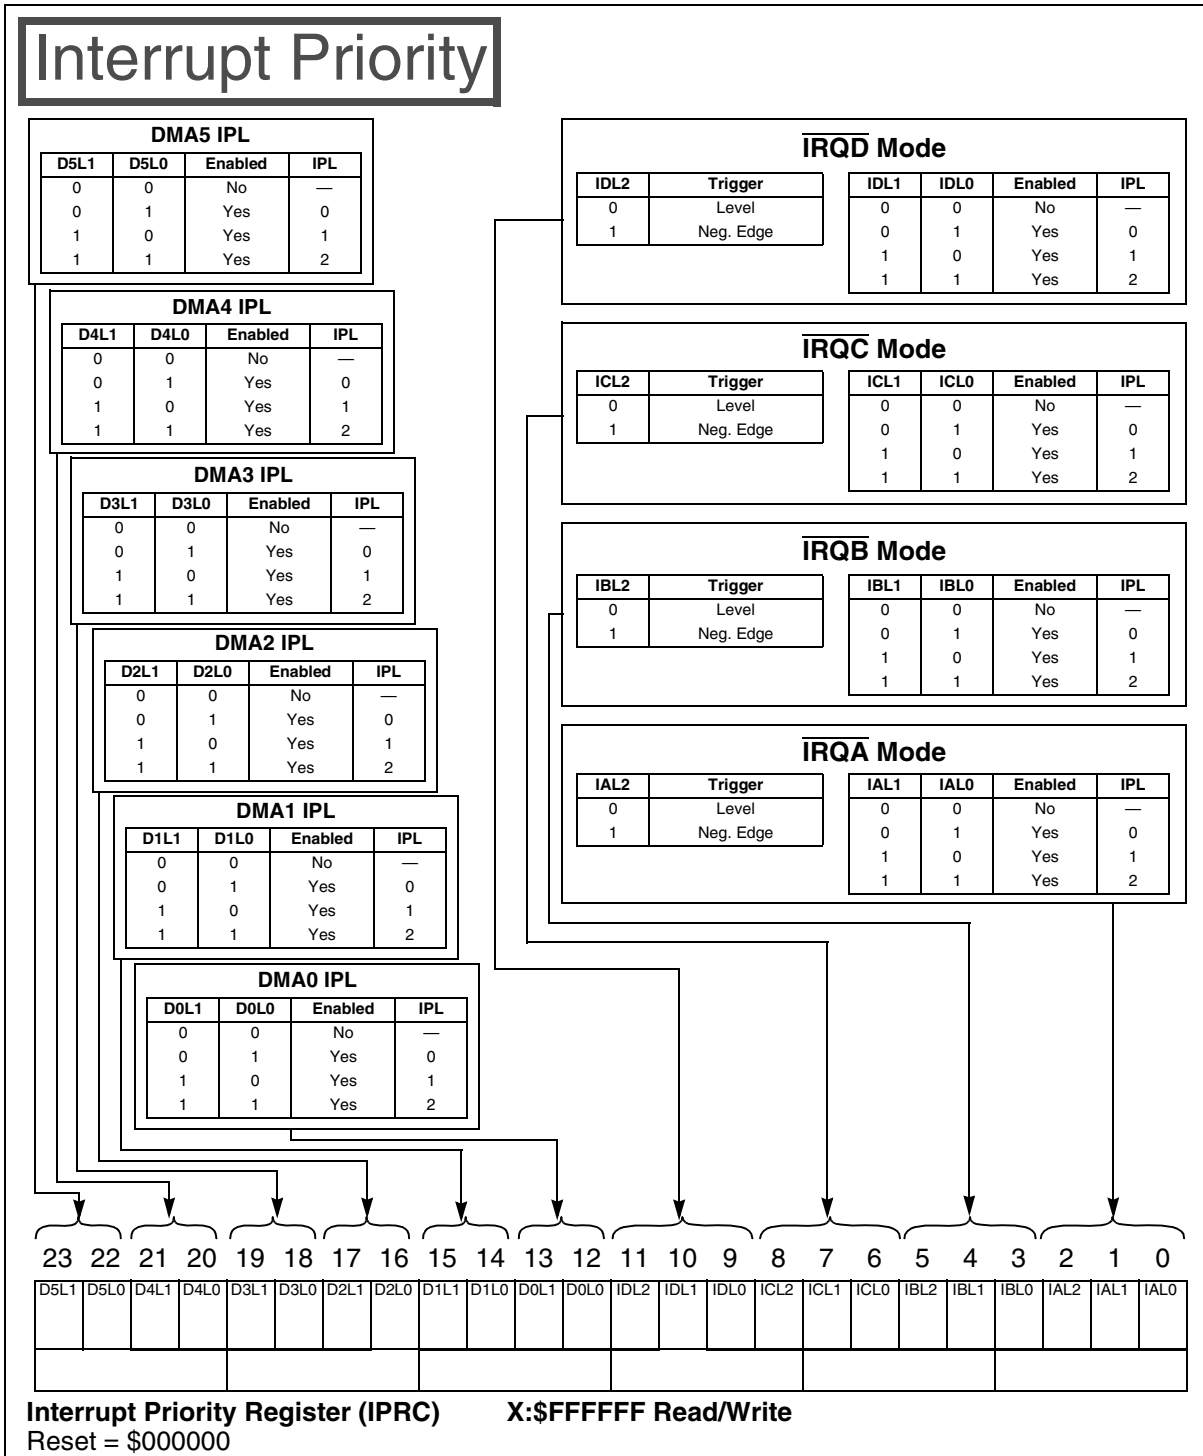 Interrupt Priority
DMA5 IPL
D5L1 D5L0 Enabled IPL
0 0 No —
0 1 Yes 0
1 0 Yes 1
1 1 Yes 2
DMA4 IPL
D4L1 D4L0 Enabled IPL
0 0 No —
0 1 Yes 0
1 0 Yes 1
1 1 Yes 2
DMA3 IPL
D3L1 D3L0 Enabled IPL
0 0 No —
0 1 Yes 0
1 0 Yes 1
1 1 Yes 2
DMA2 IPL
D2L1 D2L0 Enabled IPL
0 0 No —
0 1 Yes 0
1 0 Yes 1
1 1 Yes 2
DMA1 IPL
D1L1 D1L0 Enabled IPL
0 0 No —
0 1 Yes 0
1 0 Yes 1
1 1 Yes 2
DMA0 IPL
D0L1 D0L0 Enabled IPL
0 0 No —
0 1 Yes 0
1 0 Yes 1
1 1 Yes 2
IRQD Mode
IDL2 Trigger IDL1 IDL0 Enabled IPL
0 Level 0 0 No —
1 Neg. Edge 0 1 Yes 0
1 0 Yes 1
1 1 Yes 2
IRQC Mode
ICL2 Trigger ICL1 ICL0 Enabled IPL
0 Level 0 0 No —
1 Neg. Edge 0 1 Yes 0
1 0 Yes 1
1 1 Yes 2
IRQB Mode
IBL2 Trigger IBL1 IBL0 Enabled IPL
0 Level 0 0 No —
1 Neg. Edge 0 1 Yes 0
1 0 Yes 1
1 1 Yes 2
IRQA Mode
IAL2 Trigger IAL1 IAL0 Enabled IPL
0 Level 0 0 No —
1 Neg. Edge 0 1 Yes 0
1 0 Yes 1
1 1 Yes 2
23 22 21 20 19 18 17 16 15 14 13 12 11 10 9 8 7 6 5 4 3 2 1 0
D5L1 D5L0 D4L1 D4L0 D3L1 D3L0 D2L1 D2L0 D1L1 D1L0 D0L1 D0L0 IDL2 IDL1 IDL0 ICL2 ICL1 ICL0 IBL2 IBL1 IBL0 IAL2 IAL1 IAL0
Interrupt Priority Register (IPRC) X:$FFFFFF Read/Write
Reset = $000000